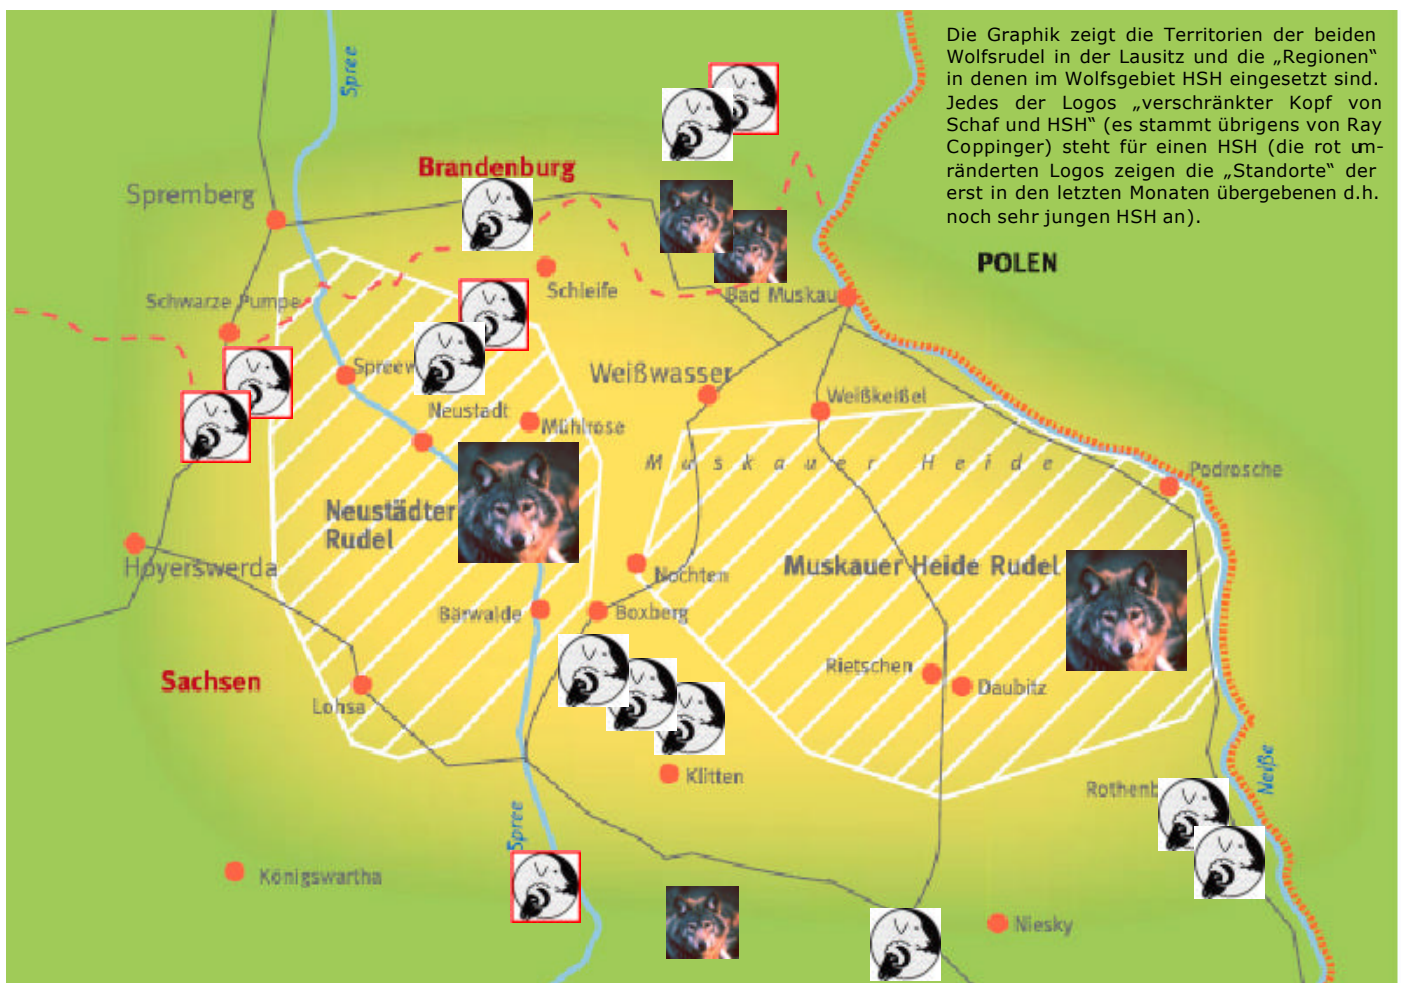 Die Graphik zeigt die Territorien der beiden
Wolfsrudel in der Lausitz und die „Regionen“
in denen im Wolfsgebiet HSH eingesetzt sind.
Jedes der Logos „verschränkter Kopf von
Schaf und HSH“ (es stammt übrigens von Ray
Coppinger) steht für einen HSH (die rot um-
ränderten Logos zeigen die „Standorte“ der
erst in den letzten Monaten übergebenen d.h.
noch sehr jungen HSH an).
Spree
Brandenburg
Spremberg
POLEN
Schleife
Bad Muskau
Schwarze Pumpe
Spreew
Weißwasser
Weißkeißel
Neustadt
Mühlrose
Muskauer Heide
Podrosche
Neustädter
Rudel
Hoyerswerda
Nochten
Muskauer Heide Rudel
Bärwalde
Boxberg
Rietschen
Daubitz
Sachsen
Lohsa
Klitten
Neiße
Rothenb
Spree
Königswartha
Niesky